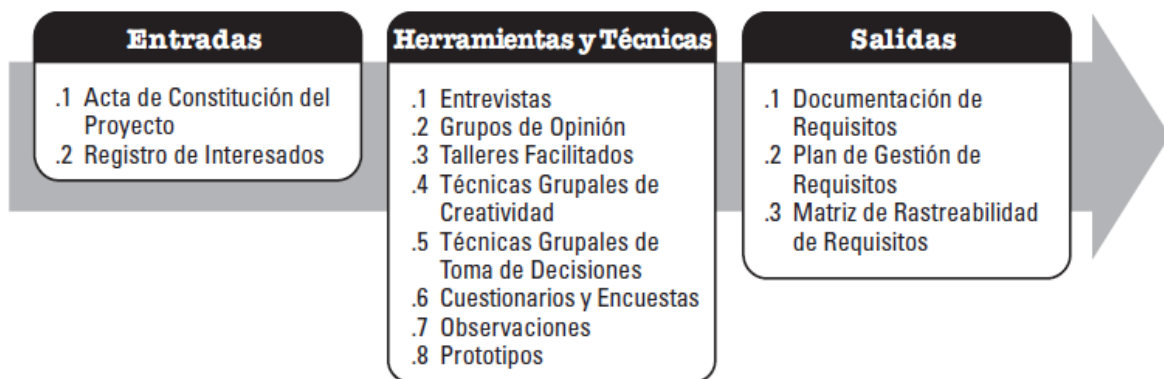 Entradas
.1 Acta de Constitución del
Proyecto
.2 Registro de Interesados
Herramientas y Técnicas
.1 Entrevistas
.2 Grupos de Opinión
.3 Talleres Facilitados
.4 Técnicas Grupales de
Creatividad
.5 Técnicas Grupales de
Toma de Decisiones
.6 Cuestionarios y Encuestas
.7 Observaciones
.8 Prototipos
Salidas
.1 Documentación de
Requisitos
.2 Plan de Gestión de
Requisitos
.3 Matriz de Rastreabilidad
de Requisitos